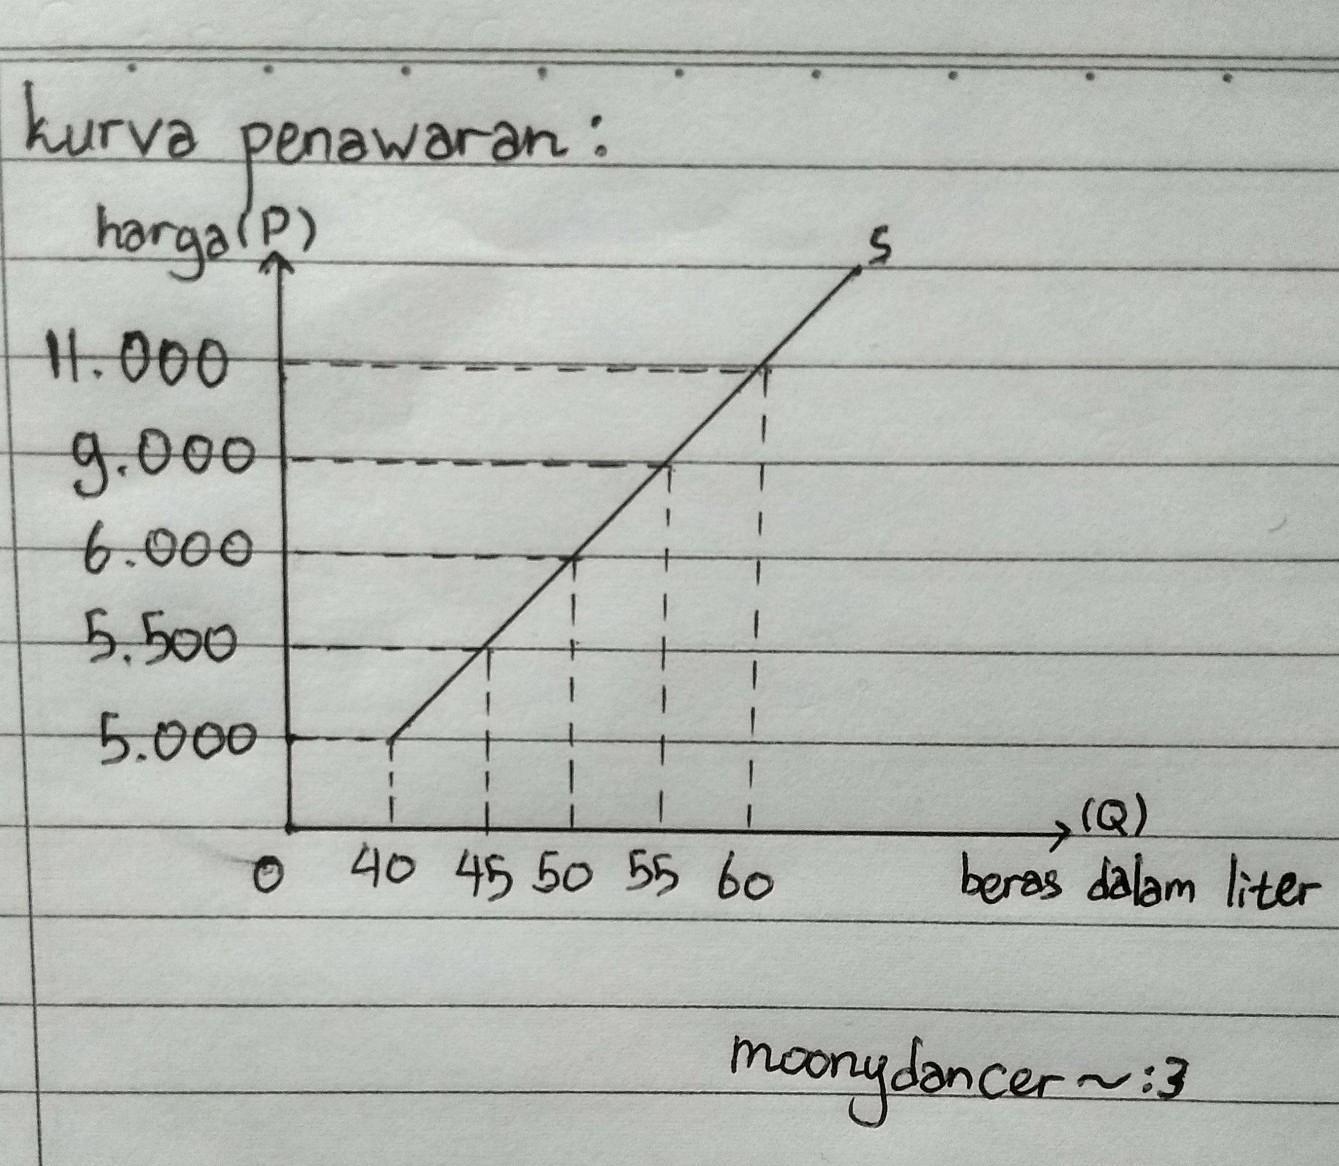 kurva penawaran:
harga (P)
S
11.000
9.000
6.000
5.500
5.000
(Q)
0 40 45 50 55 60
beras dalam liter
moonydancer ~:3